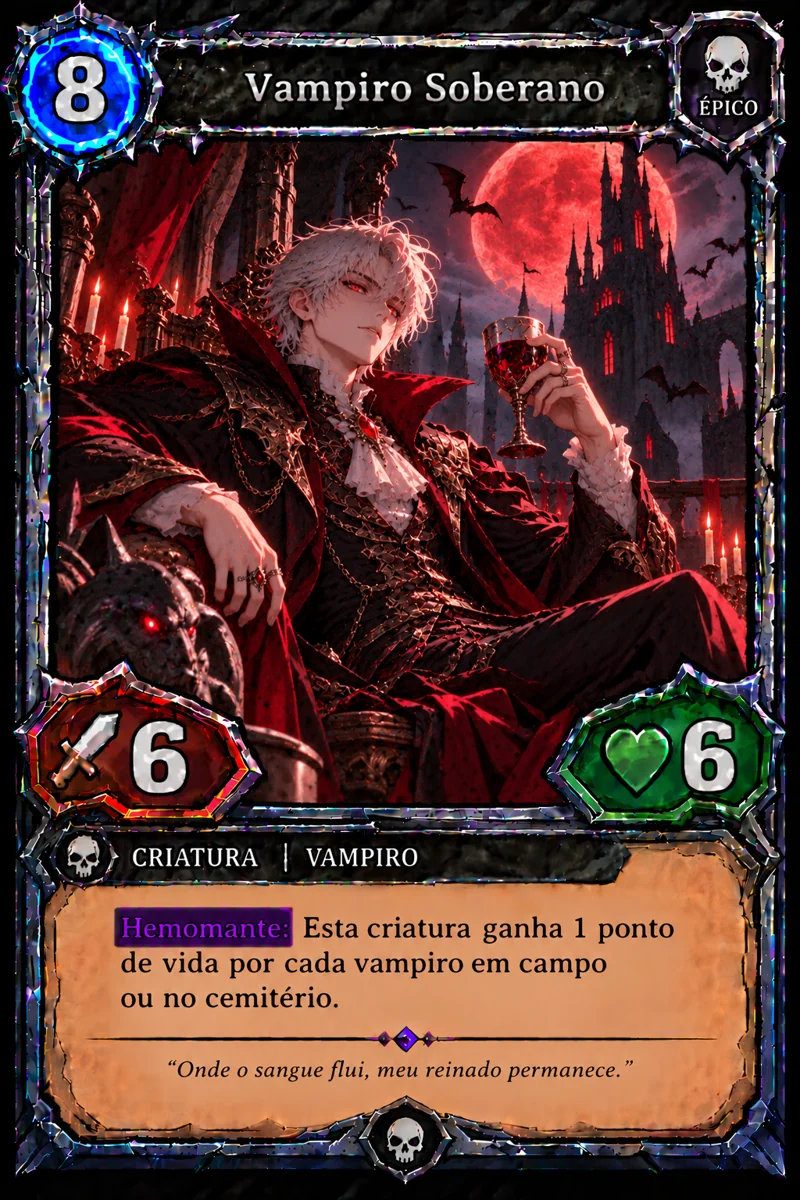 8
Vampiro Soberano
ÉPICO
6
6
CRIATURA | VAMPIRO
Hemomante: Esta criatura ganha 1 ponto
de vida por cada vampiro em campo
ou no cemitério.
“Onde o sangue flui, meu reinado permanece.”